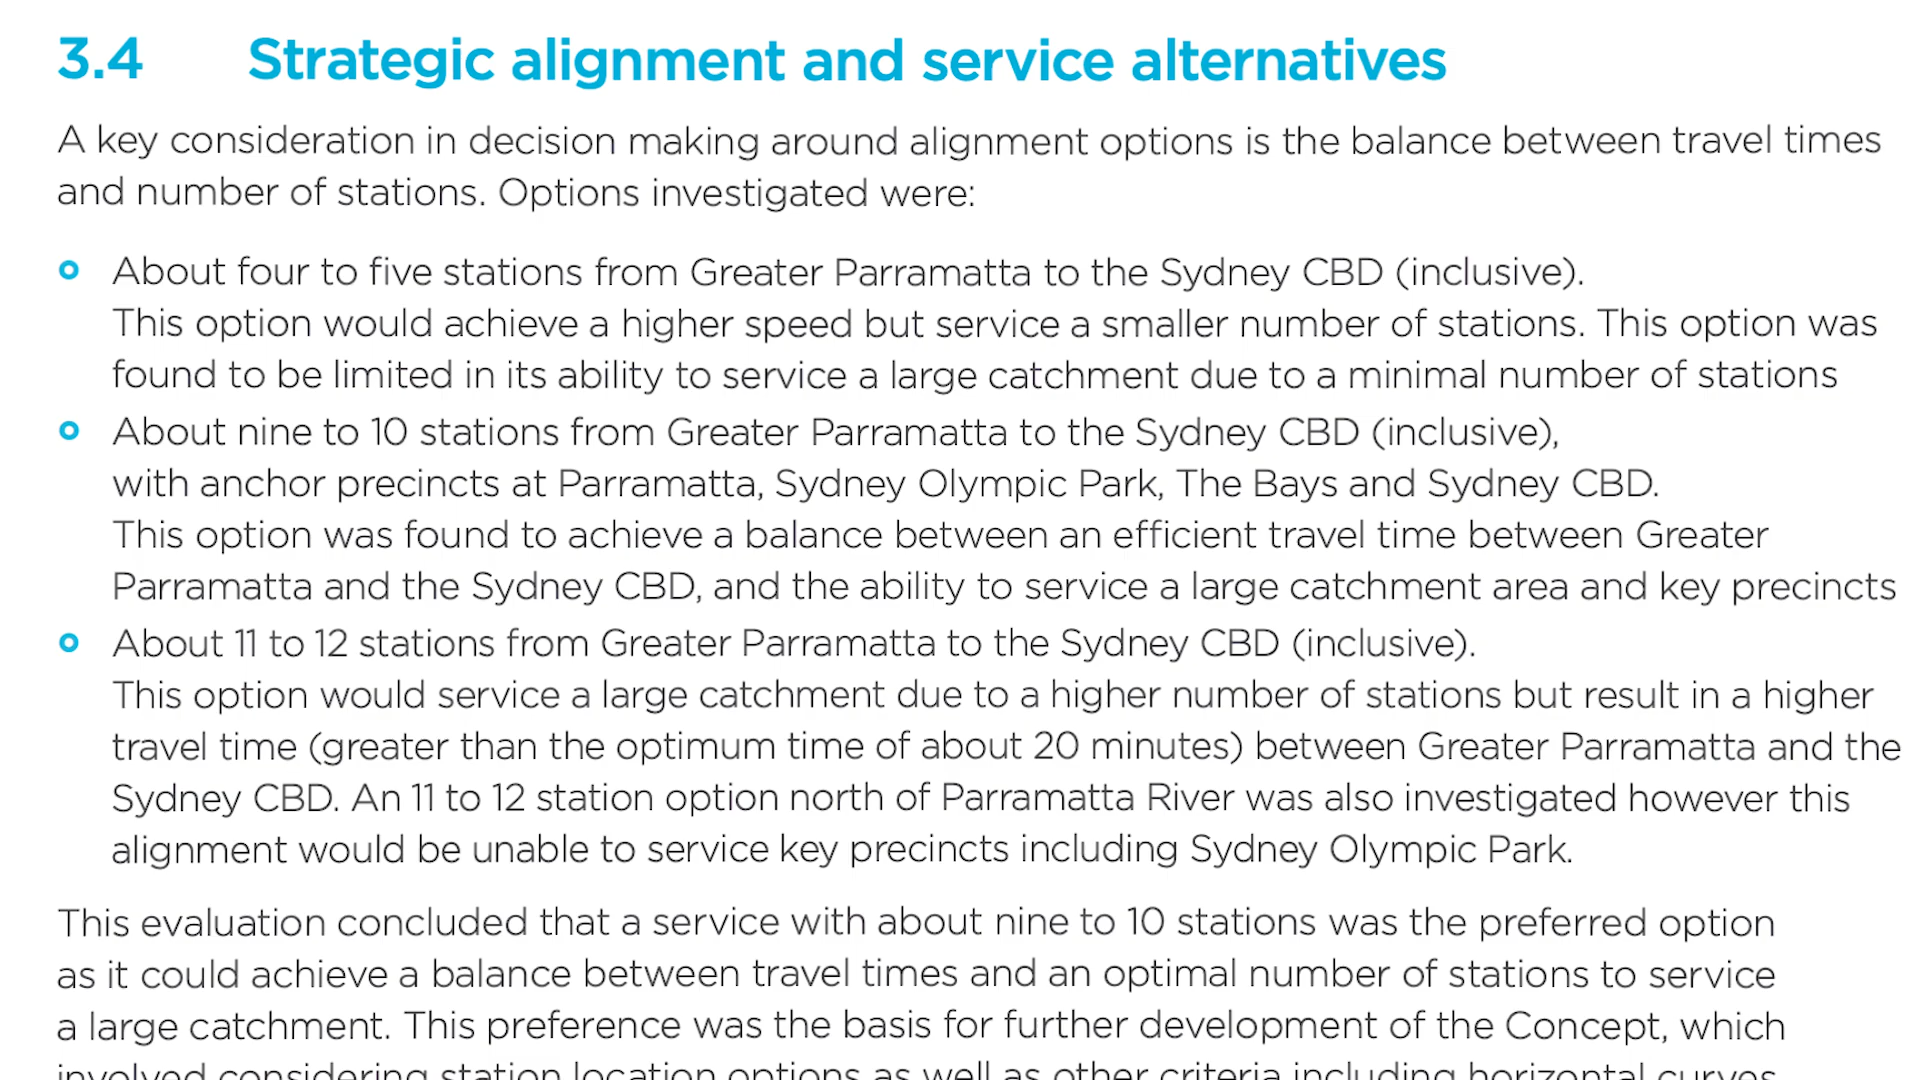 3.4 Strategic alignment and service alternatives
A key consideration in decision making around alignment options is the balance between travel times
and number of stations. Options investigated were:
About four to five stations from Greater Parramatta to the Sydney CBD (inclusive).
This option would achieve a higher speed but service a smaller number of stations. This option was
found to be limited in its ability to service a large catchment due to a minimal number of stations
About nine to 10 stations from Greater Parramatta to the Sydney CBD (inclusive),
with anchor precincts at Parramatta, Sydney Olympic Park, The Bays and Sydney CBD.
This option was found to achieve a balance between an efficient travel time between Greater
Parramatta and the Sydney CBD, and the ability to service a large catchment area and key precincts
About 11 to 12 stations from Greater Parramatta to the Sydney CBD (inclusive).
This option would service a large catchment due to a higher number of stations but result in a higher
travel time (greater than the optimum time of about 20 minutes) between Greater Parramatta and the
Sydney CBD. An 11 to 12 station option north of Parramatta River was also investigated however this
alignment would be unable to service key precincts including Sydney Olympic Park.
This evaluation concluded that a service with about nine to 10 stations was the preferred option
as it could achieve a balance between travel times and an optimal number of stations to service
a large catchment. This preference was the basis for further development of the Concept, which
involved considering station location options as well as other criteria including horizontal curves